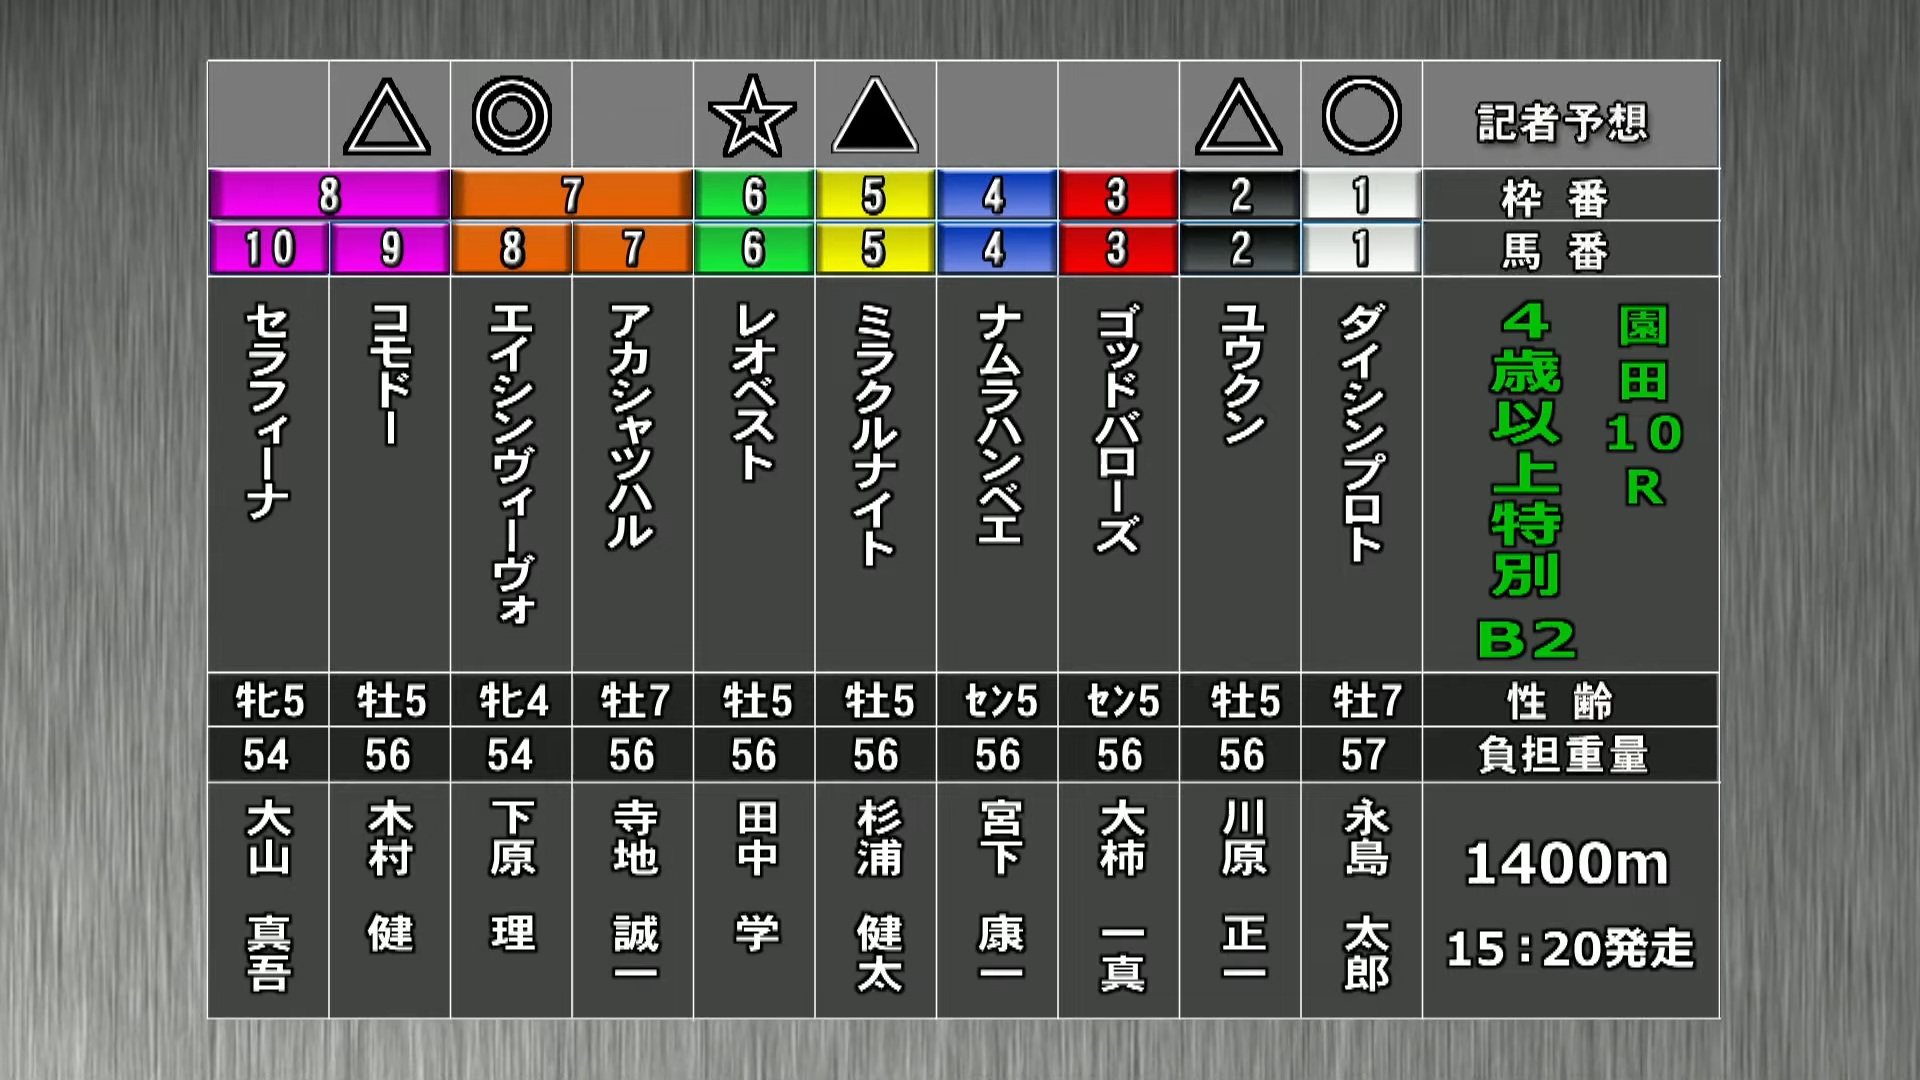 記者予想
○
△
▲
☆
◎
△
枠番
1 2 3 4 5 6 7 8
馬番
1 2 3 4 5 6 7 8 9 10
園田10R
4歳以上特別
B2
ダイシンプロト
ユウクン
ゴッドバローズ
ナムラハンベエ
ミラクルナイト
レオベスト
アカシャツハル
エイシンヴィーヴォ
コモドー
セラフィーナ
性齢
牡7
牡5
セン5
セン5
牡5
牡5
牡7
牝4
牡5
牝5
負担重量
57
56
56
56
56
56
56
54
56
54
1400m
15:20発走
永島 太郎
川原 正一
大柿 一真
宮下 康一
杉浦 健太
田中 学
寺地 誠一
下原 理
木村 健
大山 真吾